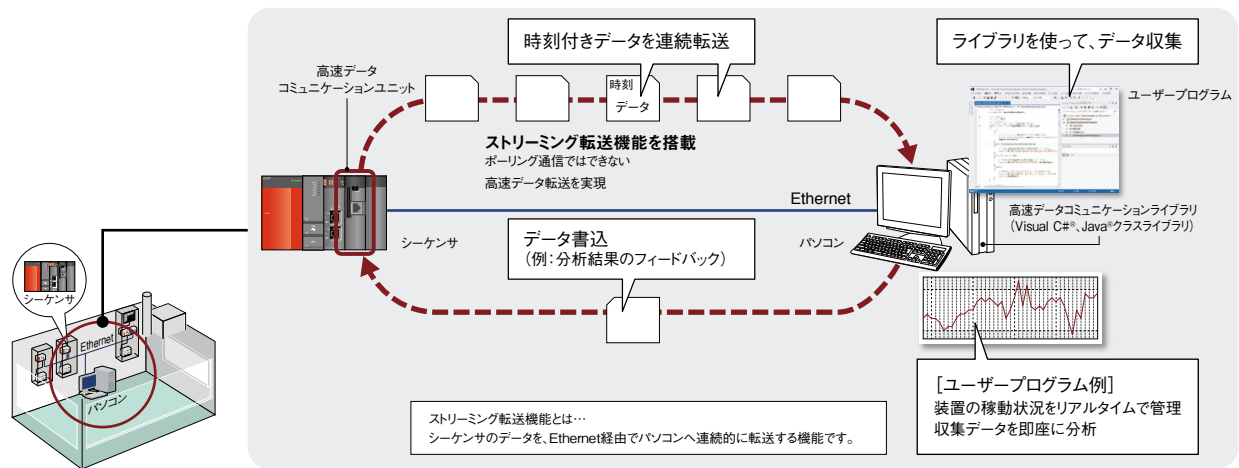 時刻付きデータを連続転送
ライブラリを使って、データ収集
高速データ
コミュニケーションユニット
時刻
データ
ユーザープログラム
ストリーミング転送機能を搭載
ポーリング通信ではできない
高速データ転送を実現
Ethernet
シーケンサ
データ書込
(例:分析結果のフィードバック)
パソコン
高速データコミュニケーションライブラリ
(Visual C#®、Java®クラスライブラリ)
シーケンサ
Ethernet
パソコン
[ユーザープログラム例]
装置の稼動状況をリアルタイムで管理
収集データを即座に分析
ストリーミング転送機能とは…
シーケンサのデータを、Ethernet経由でパソコンへ連続的に転送する機能です。